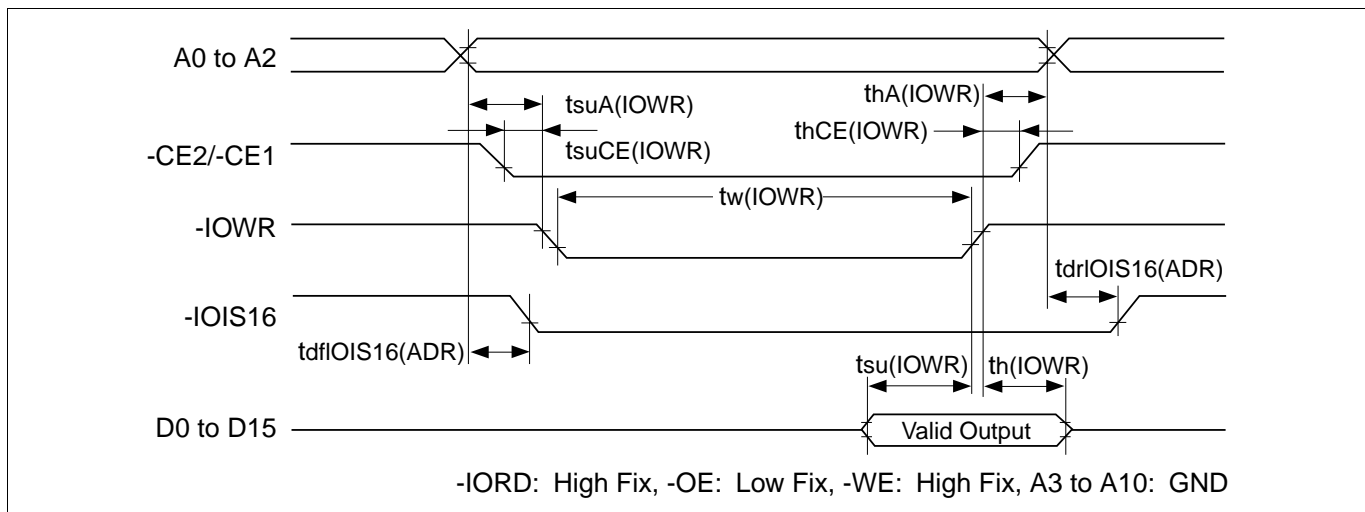 A0 to A2
tsuA(IOWR)
thA(IOWR)
thCE(IOWR)
-CE2/-CE1
tsuCE(IOWR)
tw(IOWR)
-IOWR
tdrIOIS16(ADR)
-IOIS16
tdfIOIS16(ADR)
tsu(IOWR)
th(IOWR)
D0 to D15
Valid Output
-IORD: High Fix, -OE: Low Fix, -WE: High Fix, A3 to A10: GND